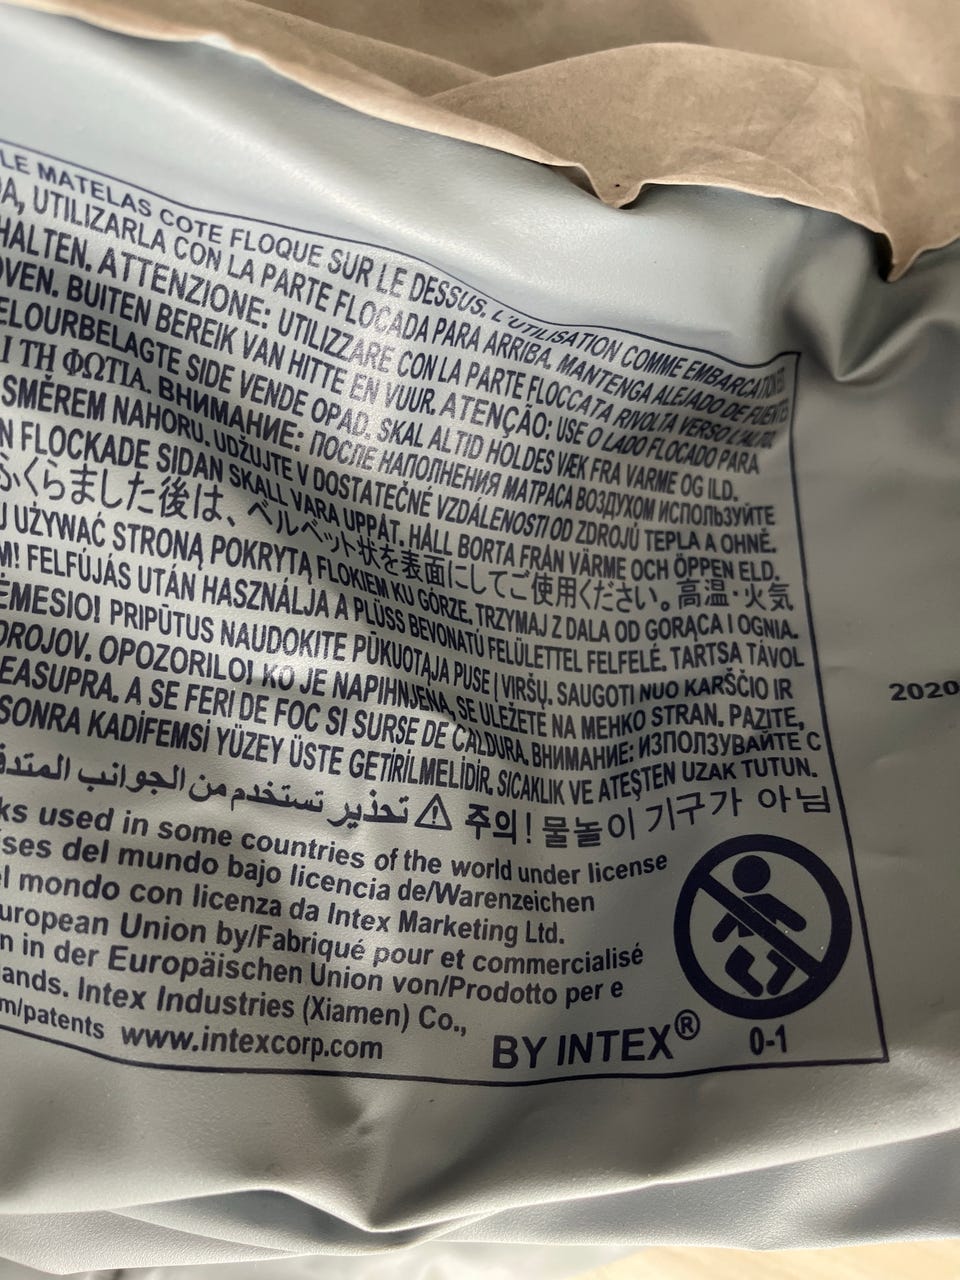 LE MATELAS COTE FLOQUE SUR LE DESSUS. L'UTILISATION COMME EMBARCATION
UTILIZARLA CON LA PARTE FLOCADA PARA ARRIBA. MANTENGA ALEJADO DE FUENTES
HALTEN. ATTENZIONE: UTILIZZARE CON LA PARTE FLOCCATA RIVOLTA VERSO L'ALTO.
OVEN. BUITEN BEREIK VAN HITTE EN VUUR. ATENÇÃO: USE O LADO FLOCADO PARA
ELOURBELAGTE SIDE VENDE OPAD. SKAL ALTID HOLDES VÆK FRA VARME OG ILD.
Ι ΤΗ ΦΩΤΙΑ. ВНИМАНИЕ: ПОСЛЕ НАПОЛНЕНИЯ МАТРАСА ВОЗДУХОМ ИСПОЛЬЗУЙТЕ
SMĚREM NAHORU. UDŽUJTE V DOSTATEČNÉ VZDÁLENOSTI OD ZDROJŮ TEPLA A OHNĚ.
N FLOCKADE SIDAN SKALL VARA UPPÅT. HÅLL BORTA FRÅN VÄRME OCH ÖPPEN ELD.
ふくらました後は、ベルベット状を表面にしてご使用ください。高温・火気
UŻYWAĆ STRONĄ POKRYTĄ FLOKIEM KU GÓRZE. TRZYMAJ Z DALA OD GORĄCA I OGNIA.
M! FELFÚJÁS UTÁN HASZNÁLJA A PLÜSS BEVONATÚ FELÜLETTEL FELFELÉ. TARTSA TÁVOL
ĖMESIO! PRIPŪTUS NAUDOKITE PŪKUOTĄJA PUSE Į VIRŠŲ. SAUGOTI NUO KARŠČIO IR
OROJOV. OPOZORILO! KO JE NAPIHNJENA, SE ULEŽETE NA MEHKO STRAN. PAZITE,
EASUPRA. A SE FERI DE FOC SI SURSE DE CALDURA. ВНИМАНИЕ: ИЗПОЛЗУВАЙТЕ С
SONRA KADİFEMSİ YÜZEY ÜSTE GETİRİLMELİDİR. SICAKLIK VE ATEŞTEN UZAK TUTUN.
تحذير تستخدم من الجوانب المتدفق ⚠ 주의! 물놀이 기구가 아님
ks used in some countries of the world under license
ises del mundo bajo licencia de/Warenzeichen
el mondo con licenza da Intex Marketing Ltd.
uropean Union by/Fabriqué pour et commercialisé
n in der Europäischen Union von/Prodotto per e
ands. Intex Industries (Xiamen) Co.,
m/patents www.intexcorp.com
BY INTEX®
0-1
2020